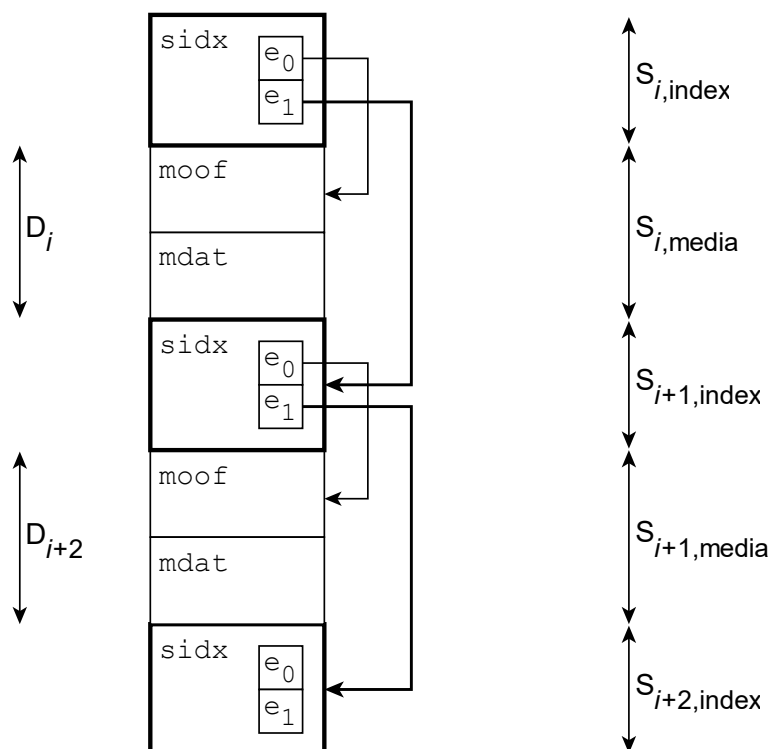 sidx
e0
e1
Si,index
moof
Di
Si,media
mdat
sidx
e0
e1
Si+1,index
moof
Di+2
Si+1,media
mdat
sidx
e0
e1
Si+2,index